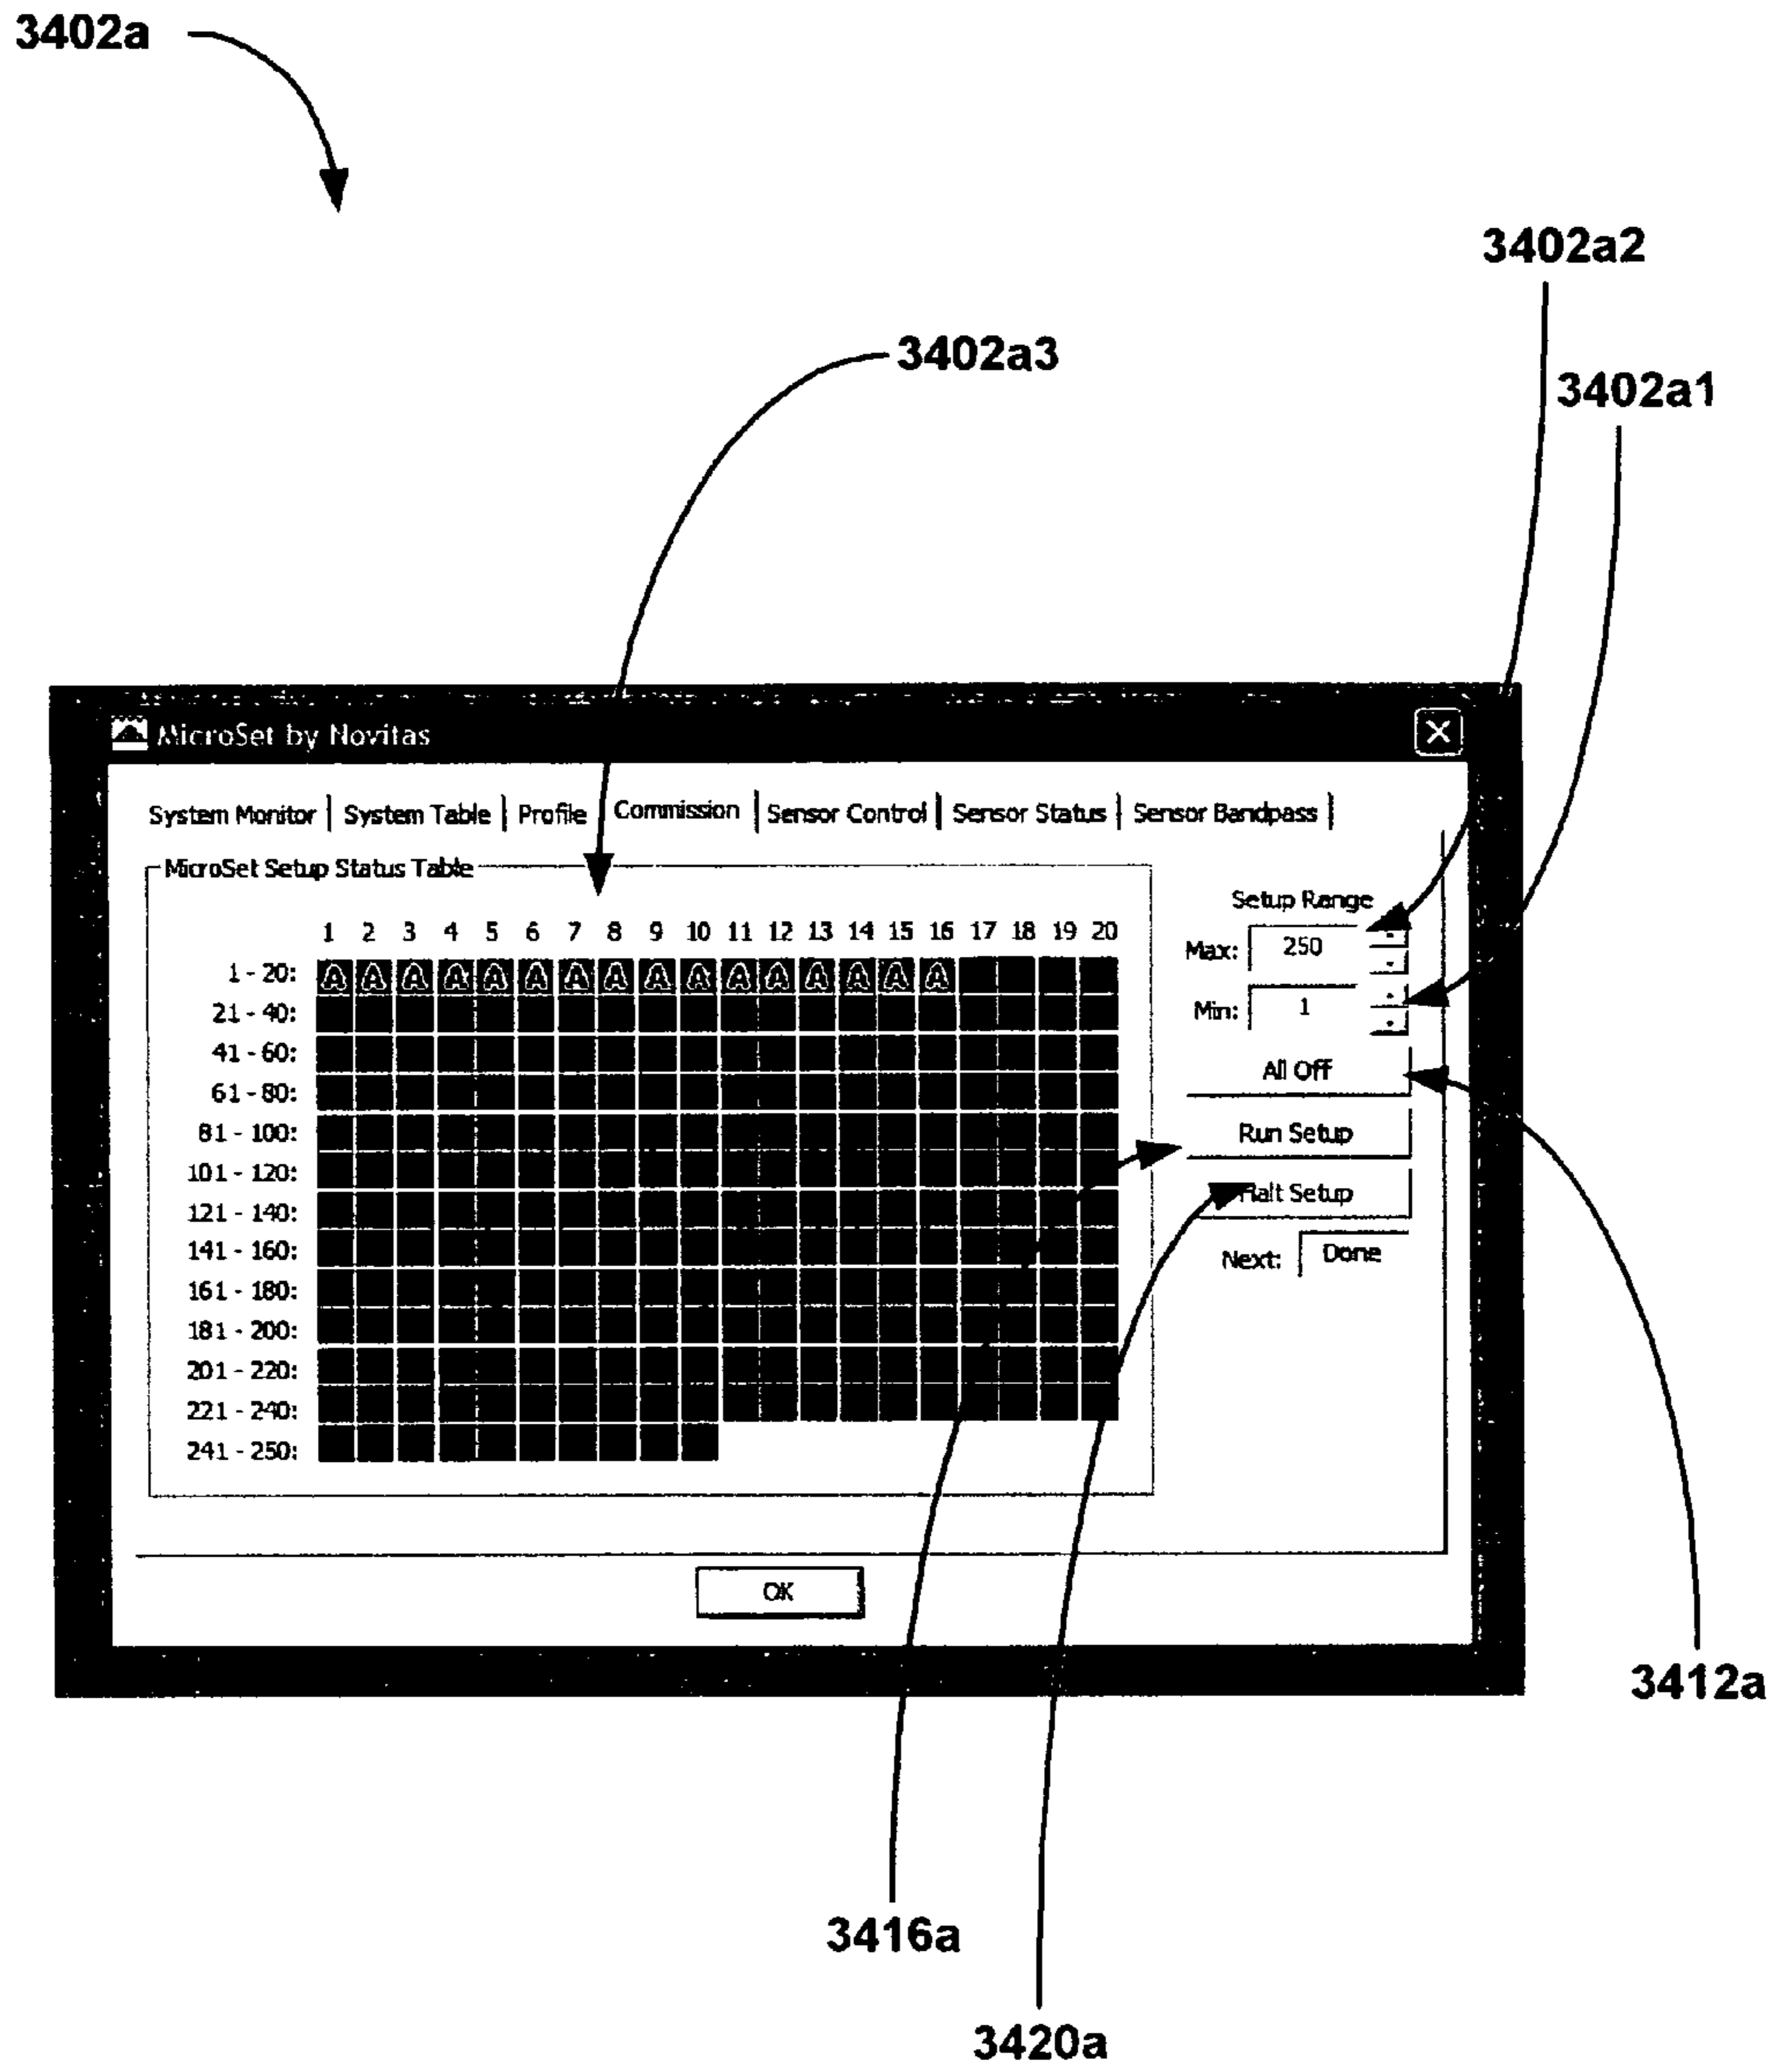 3402a
3402a2
3402a3
3402a1
MicroSet by Novitas
System Monitor System Table Profile Commission Sensor Control Sensor Status Sensor Bandpass
MicroSet Setup Status Table
Setup Range
1 2 3 4 5 6 7 8 9 10 11 12 13 14 15 16 17 18 19 20
Max: 250
1 - 20: A A A A A A A A A A A A A A A A
Min: 1
21 - 40:
41 - 60:
All Off
61 - 80:
81 - 100:
Run Setup
101 - 120:
Halt Setup
121 - 140:
141 - 160:
Next: Done
161 - 180:
181 - 200:
201 - 220:
221 - 240:
241 - 250:
OK
3412a
3416a
3420a